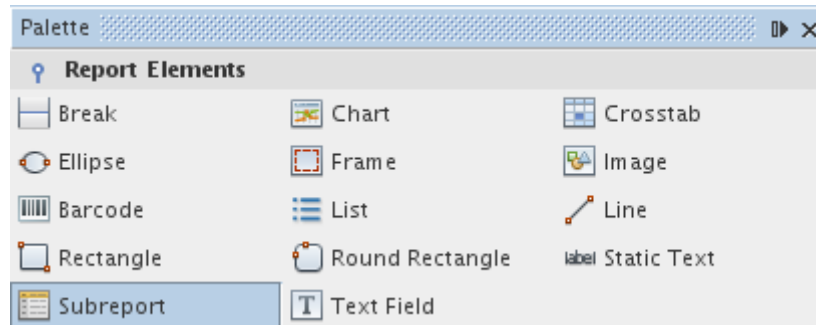 Palette
Report Elements
Break Chart Crosstab
Ellipse Frame Image
Barcode List Line
Rectangle Round Rectangle label Static Text
Subreport T Text Field